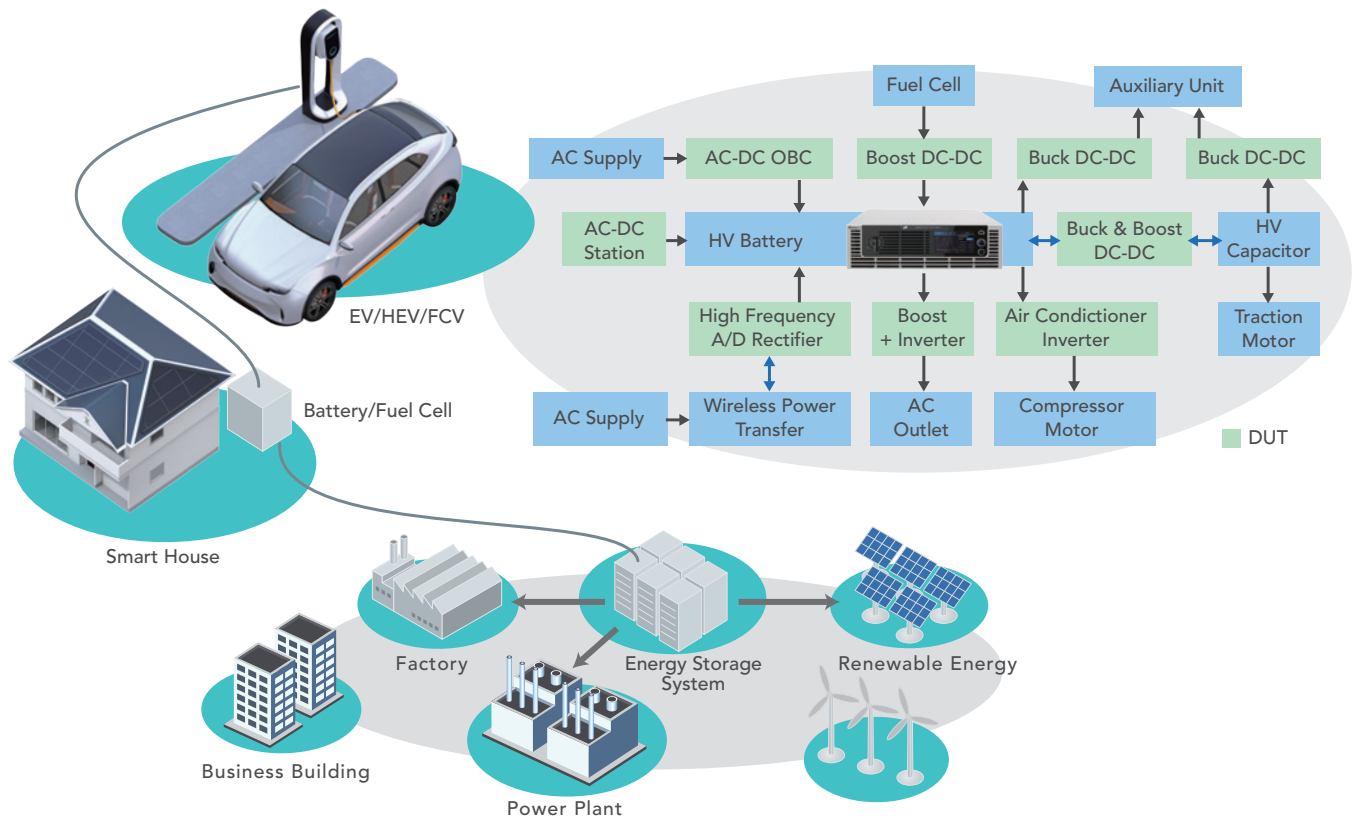 Fuel Cell
Auxiliary Unit
AC Supply
AC-DC OBC
Boost DC-DC
Buck DC-DC
Buck DC-DC
AC-DC
Station
HV Battery
Buck & Boost
DC-DC
HV
Capacitor
EV/HEV/FCV
High Frequency
A/D Rectifier
Boost
+ Inverter
Air Condictioner
Inverter
Traction
Motor
Battery/Fuel Cell
AC Supply
Wireless Power
Transfer
AC
Outlet
Compressor
Motor
DUT
Smart House
Factory
Energy Storage
System
Renewable Energy
Business Building
Power Plant